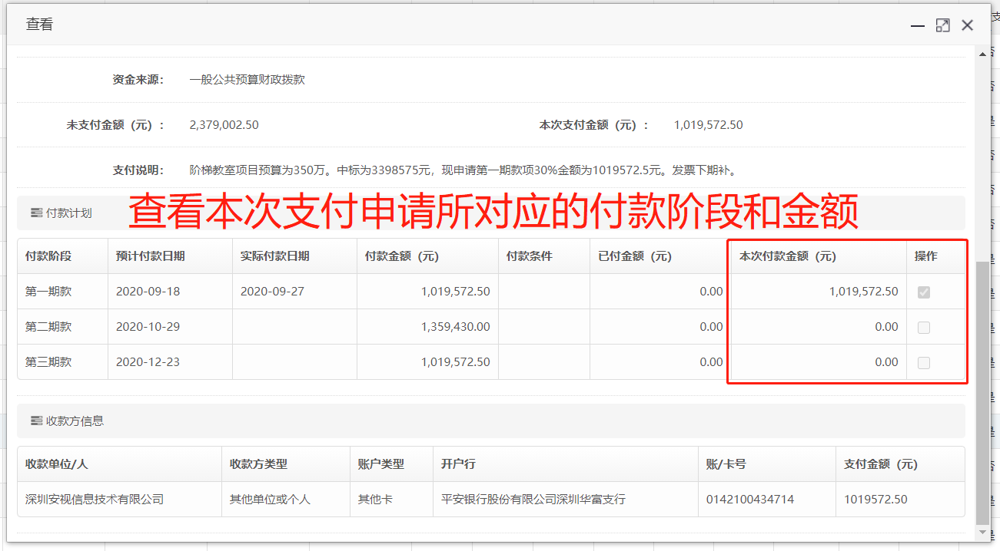 查看
资金来源： 一般公共预算财政拨款
未支付金额（元）： 2,379,002.50 本次支付金额（元）： 1,019,572.50
支付说明： 阶梯教室项目预算为350万。中标为3398575元，现申请第一期款项30%金额为1019572.5元。发票下期补。
付款计划
查看本次支付申请所对应的付款阶段和金额
付款阶段 预计付款日期 实际付款日期 付款金额（元） 付款条件 已付金额（元） 本次付款金额（元） 操作
第一期款 2020-09-18 2020-09-27 1,019,572.50 0.00 1,019,572.50
第二期款 2020-10-29 1,359,430.00 0.00 0.00
第三期款 2020-12-23 1,019,572.50 0.00 0.00
收款方信息
收款单位/人 收款方类型 账户类型 开户行 账/卡号 支付金额（元）
深圳安视信息技术有限公司 其他单位或个人 其他卡 平安银行股份有限公司深圳华富支行 0142100434714 1019572.50